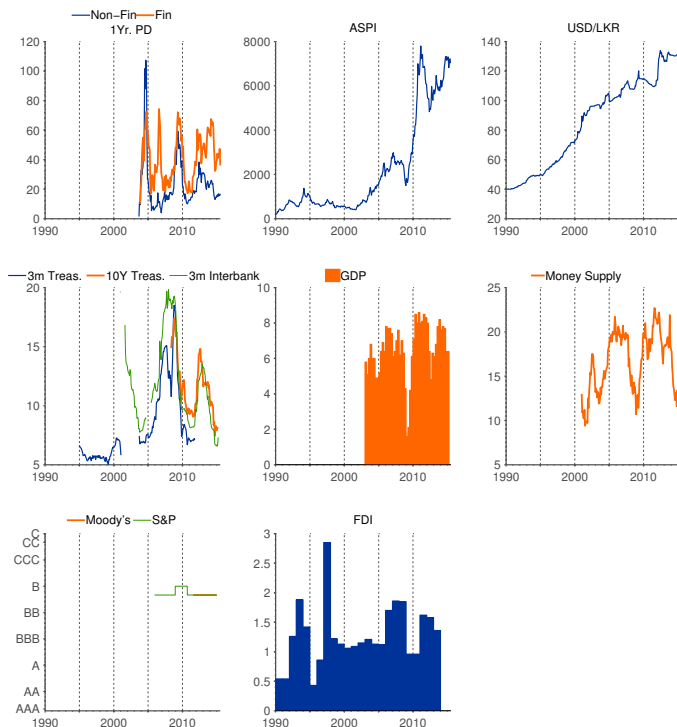 Non-Fin Fin
1Yr. PD
120
100
80
60
40
20
0
1990 2000 2010
ASPI
8000
6000
4000
2000
0
1990 2000 2010
USD/LKR
140
120
100
80
60
40
20
1990 2000 2010
3m Treas. 10Y Treas. 3m Interbank
20
15
10
5
1990 2000 2010
GDP
10
8
6
4
2
0
1990 2000 2010
Money Supply
25
20
15
10
5
1990 2000 2010
Moody's S&P
C
CC
CCC
B
BB
BBB
A
AA
AAA
1990 2000 2010
FDI
3
2.5
2
1.5
1
0.5
0
1990 2000 2010